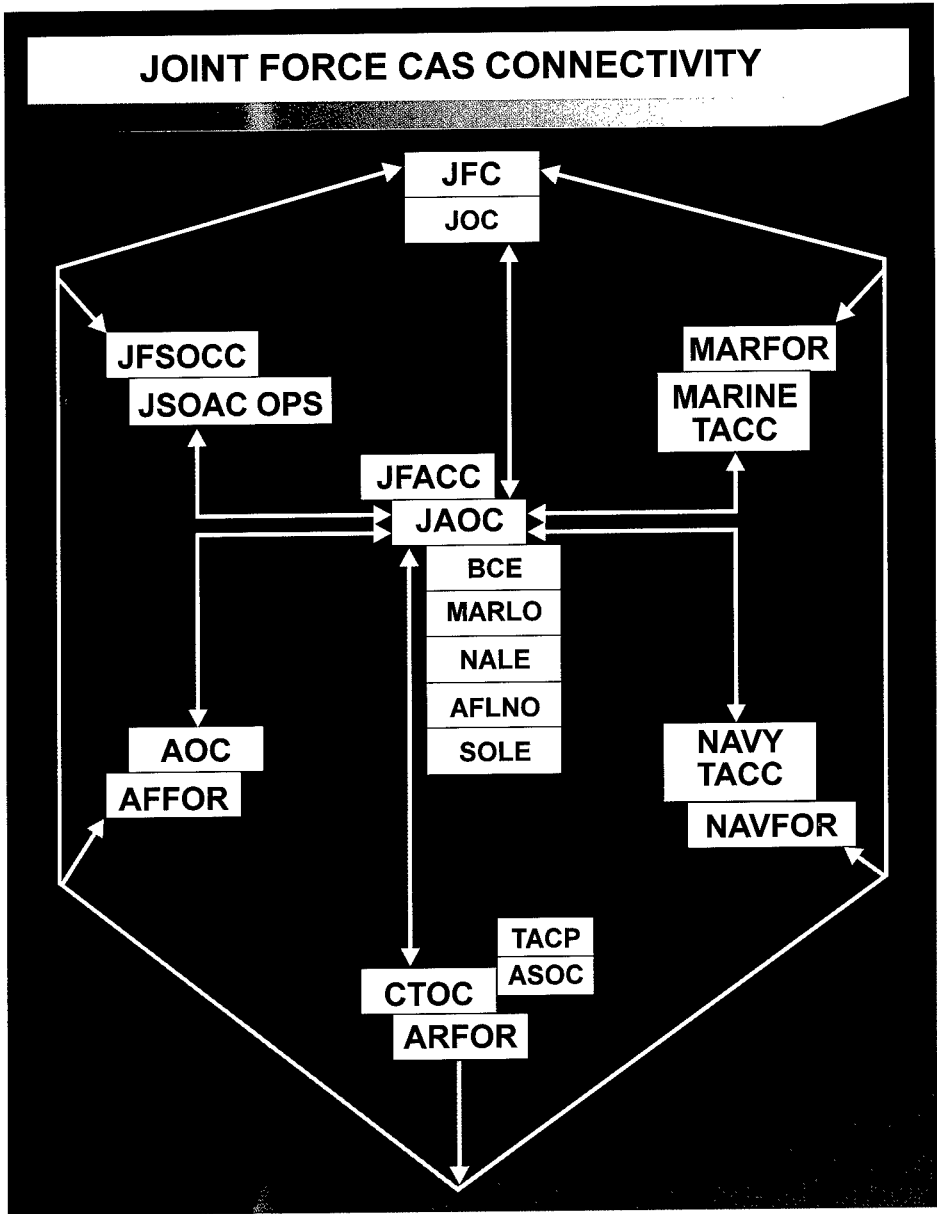 JOINT FORCE CAS CONNECTIVITY
JFC
JOC
JFSOCC
JSOAC OPS
MARFOR
MARINE
TACC
JFACC
JAOC
BCE
MARLO
NALE
AFLNO
SOLE
AOC
AFFOR
NAVY
TACC
NAVFOR
TACP
ASOC
CTOC
ARFOR